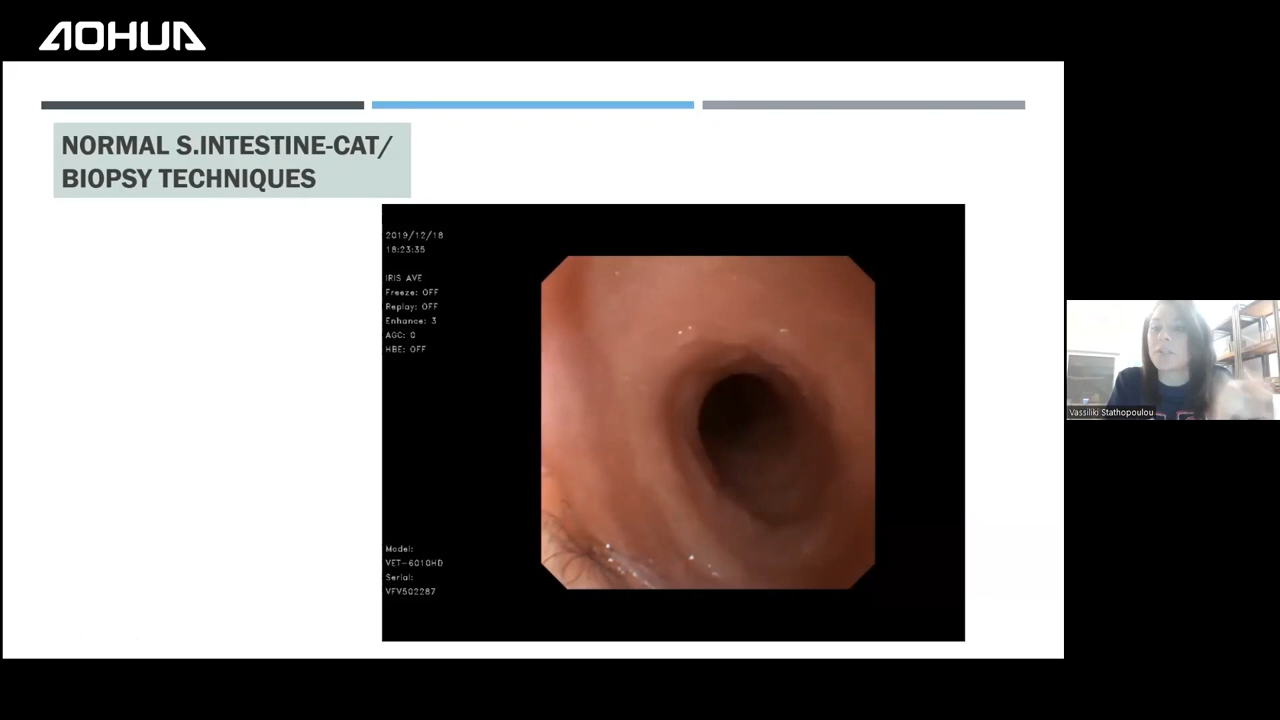 AOHUA
NORMAL S.INTESTINE-CAT/
BIOPSY TECHNIQUES
2019/12/18
18:23:35
IRIS AVE
Freeze: OFF
Replay: OFF
Enhance: 3
AGC: 0
HBE: OFF
Model:
VET-6010HD
Serial:
VFV502287
Vassiliki Stathopoulou